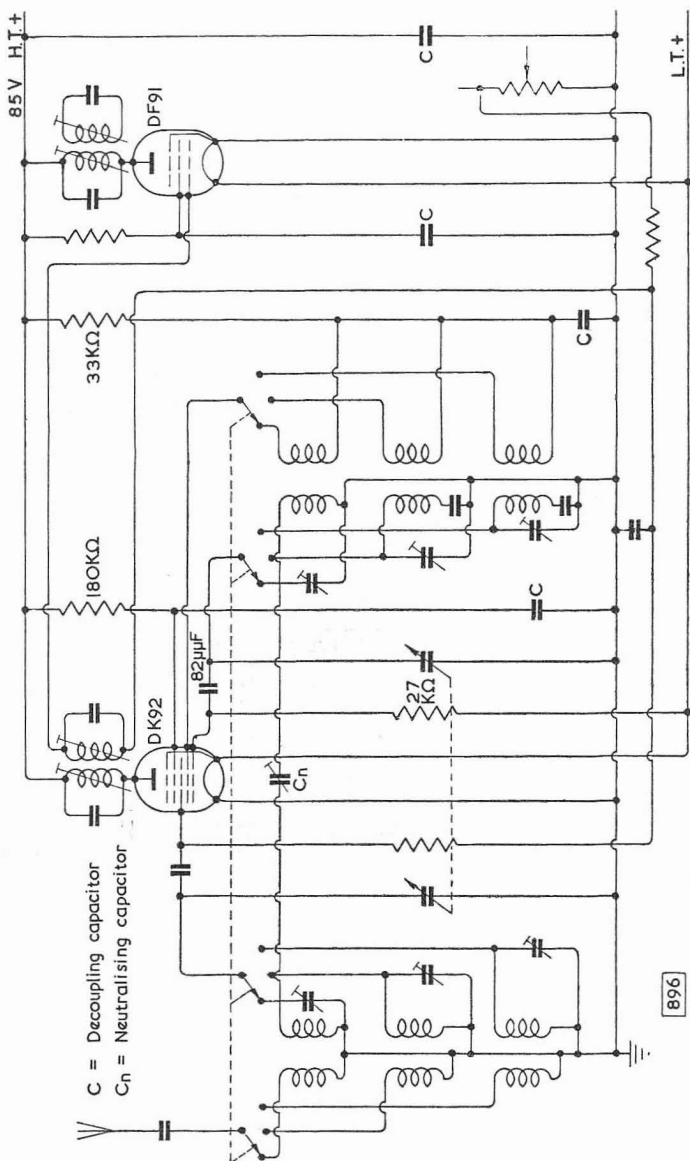 C = Decoupling capacitor
Cn = Neutralising capacitor
DK92
82μμF
180KΩ
27
KΩ
Cn
C
33KΩ
C
C
DF91
C
85V H.T.+
L.T.+
896